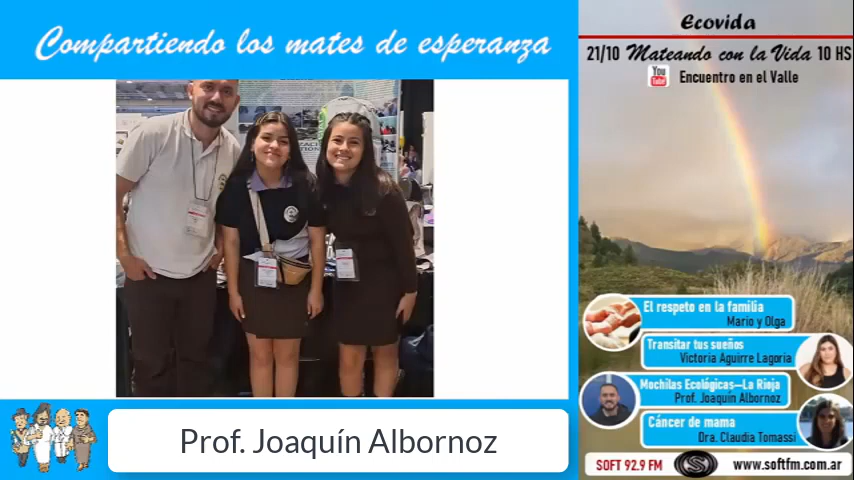 Compartiendo los mates de esperanza
Prof. Joaquín Albornoz
Ecovida
21/10 Mateando con la Vida 10 HS
You Tube Encuentro en el Valle
El respeto en la familia
Mario y Olga
Transitar tus sueños
Victoria Aguirre Lagoria
Mochilas Ecológicas—La Rioja
Prof. Joaquín Albornoz
Cáncer de mama
Dra. Claudia Tomassi
SOFT 92.9 FM
www.softfm.com.ar